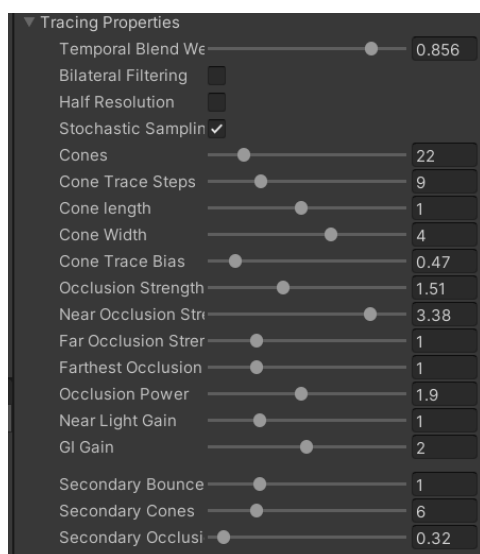 Tracing Properties
Temporal Blend We 0.856
Bilateral Filtering
Half Resolution
Stochastic Samplin
Cones 22
Cone Trace Steps 9
Cone length 1
Cone Width 4
Cone Trace Bias 0.47
Occlusion Strength 1.51
Near Occlusion Stre 3.38
Far Occlusion Stren 1
Farthest Occlusion 1
Occlusion Power 1.9
Near Light Gain 1
GI Gain 2
Secondary Bounce 1
Secondary Cones 6
Secondary Occlusi 0.32